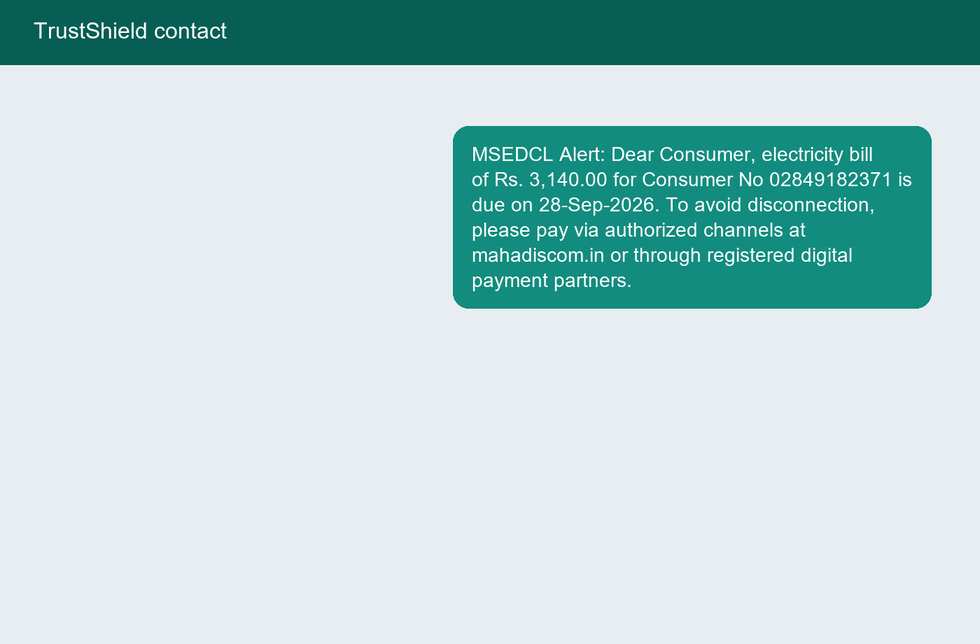 TrustShield contact
MSEDCL Alert: Dear Consumer, electricity bill
of Rs. 3,140.00 for Consumer No 02849182371 is
due on 28-Sep-2026. To avoid disconnection,
please pay via authorized channels at
mahadiscom.in or through registered digital
payment partners.